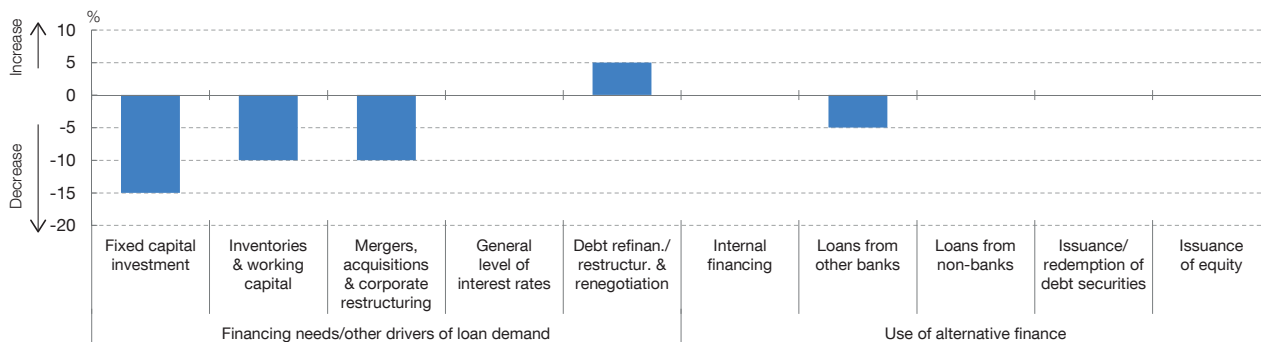 %
Increase
Decrease
10
5
0
-5
-10
-15
-20
Fixed capital
investment
Inventories
& working
capital
Mergers,
acquisitions
& corporate
restructuring
General
level of
interest rates
Debt refinan./
restructur. &
renegotiation
Internal
financing
Loans from
other banks
Loans from
non-banks
Issuance/
redemption of
debt securities
Issuance
of equity
Financing needs/other drivers of loan demand
Use of alternative finance